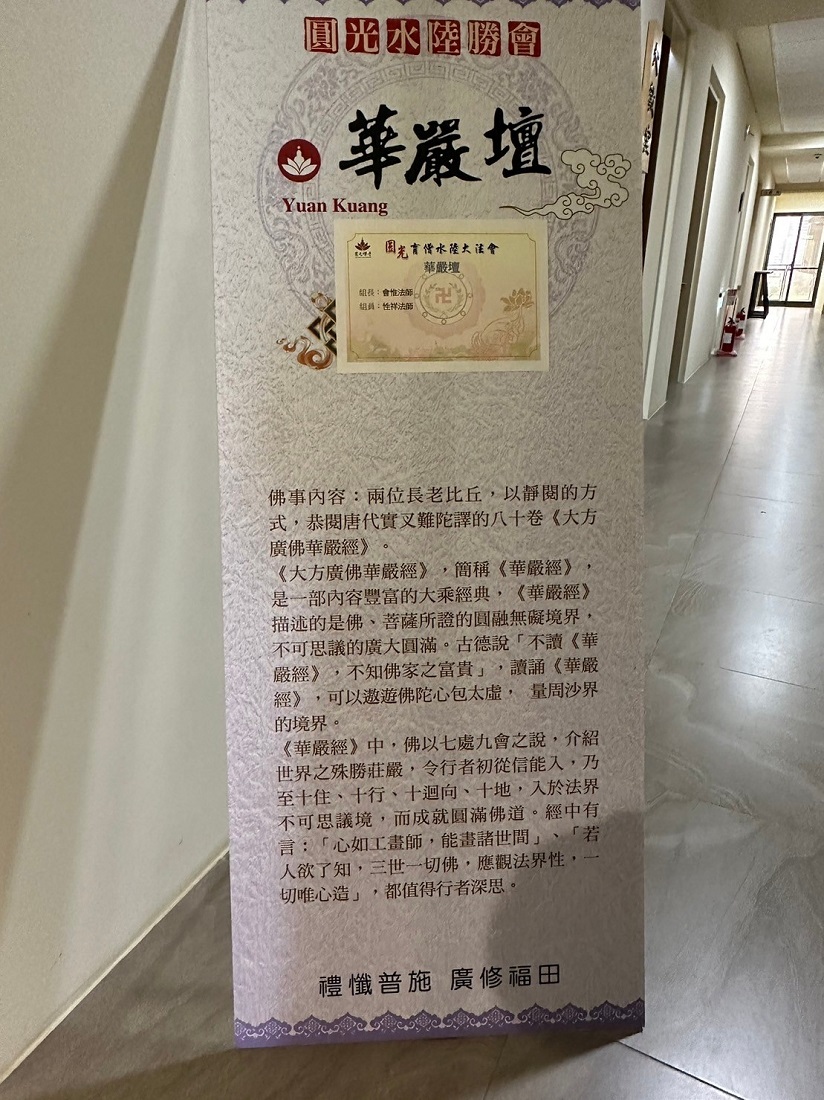 圓光水陸勝會
華嚴壇
Yuan Kuang
圓光育僧水陸大法會
華嚴壇
組長：會惟法師
組員：性祥法師
佛事內容：兩位長老比丘，以靜閱的方
式，恭閱唐代實叉難陀譯的八十卷《大方
廣佛華嚴經》。
《大方廣佛華嚴經》，簡稱《華嚴經》，
是一部內容豐富的大乘經典，《華嚴經》
描述的是佛、菩薩所證的圓融無礙境界，
不可思議的廣大圓滿。古德說「不讀《華
嚴經》，不知佛家之富貴」，讀誦《華嚴
經》，可以遨遊佛陀心包太虛， 量周沙界
的境界。
《華嚴經》中，佛以七處九會之說，介紹
世界之殊勝莊嚴，令行者初從信能入，乃
至十住、十行、十迴向、十地，入於法界
不可思議境，而成就圓滿佛道。經中有
言：「心如工畫師，能畫諸世間」、「若
人欲了知，三世一切佛，應觀法界性，一
切唯心造」，都值得行者深思。
禮懺普施 廣修福田